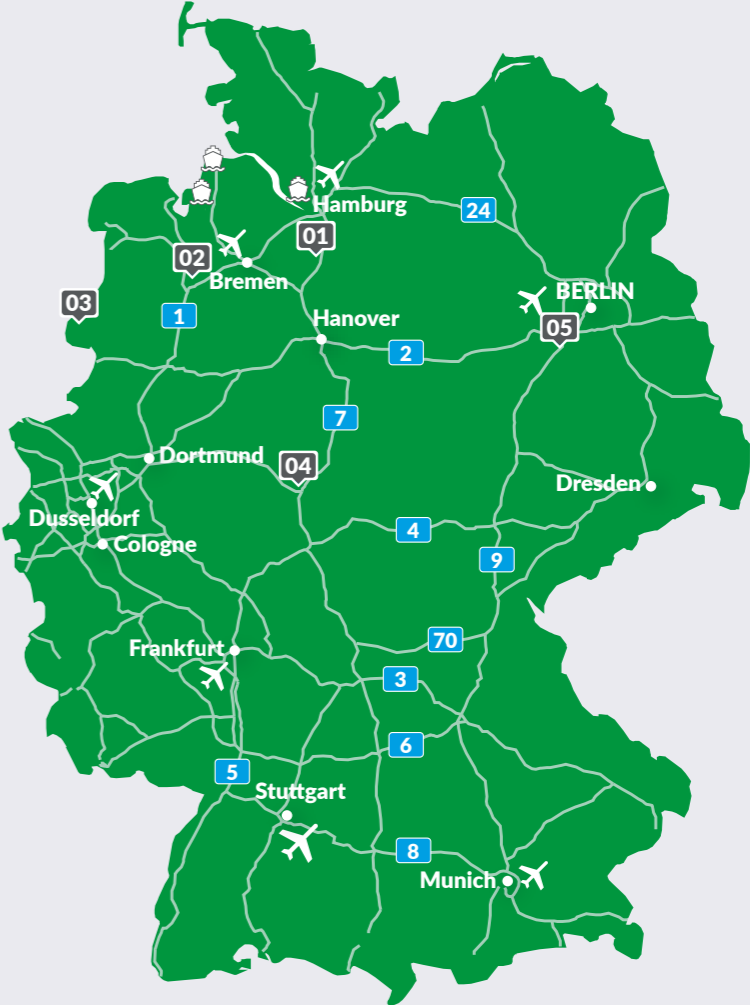 Hamburg
24
01
02
Bremen
BERLIN
03
1
Hanover
05
2
7
Dortmund
04
Dresden
Dusseldorf
4
Cologne
9
Frankfurt
70
3
6
5
Stuttgart
8
Munich